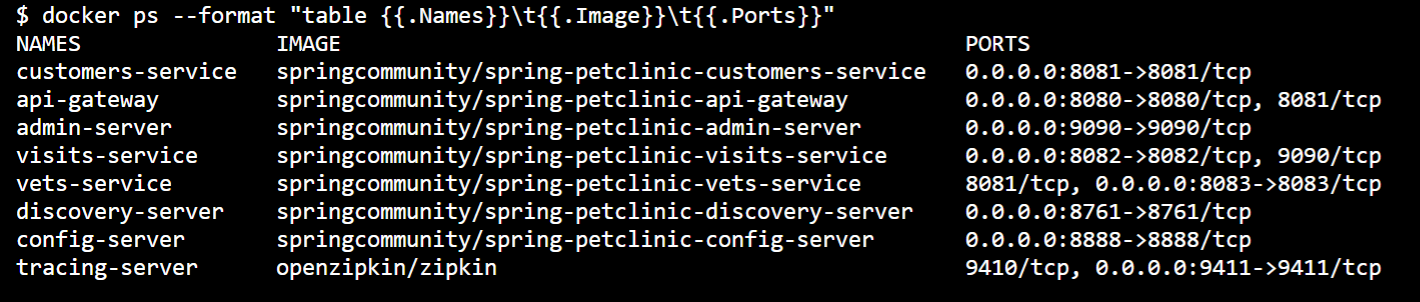 $ docker ps --format "table {{.Names}}\t{{.Image}}\t{{.Ports}}"
NAMES IMAGE PORTS
customers-service springcommunity/spring-petclinic-customers-service 0.0.0.0:8081->8081/tcp
api-gateway springcommunity/spring-petclinic-api-gateway 0.0.0.0:8080->8080/tcp, 8081/tcp
admin-server springcommunity/spring-petclinic-admin-server 0.0.0.0:9090->9090/tcp
visits-service springcommunity/spring-petclinic-visits-service 0.0.0.0:8082->8082/tcp, 9090/tcp
vets-service springcommunity/spring-petclinic-vets-service 8081/tcp, 0.0.0.0:8083->8083/tcp
discovery-server springcommunity/spring-petclinic-discovery-server 0.0.0.0:8761->8761/tcp
config-server springcommunity/spring-petclinic-config-server 0.0.0.0:8888->8888/tcp
tracing-server openzipkin/zipkin 9410/tcp, 0.0.0.0:9411->9411/tcp